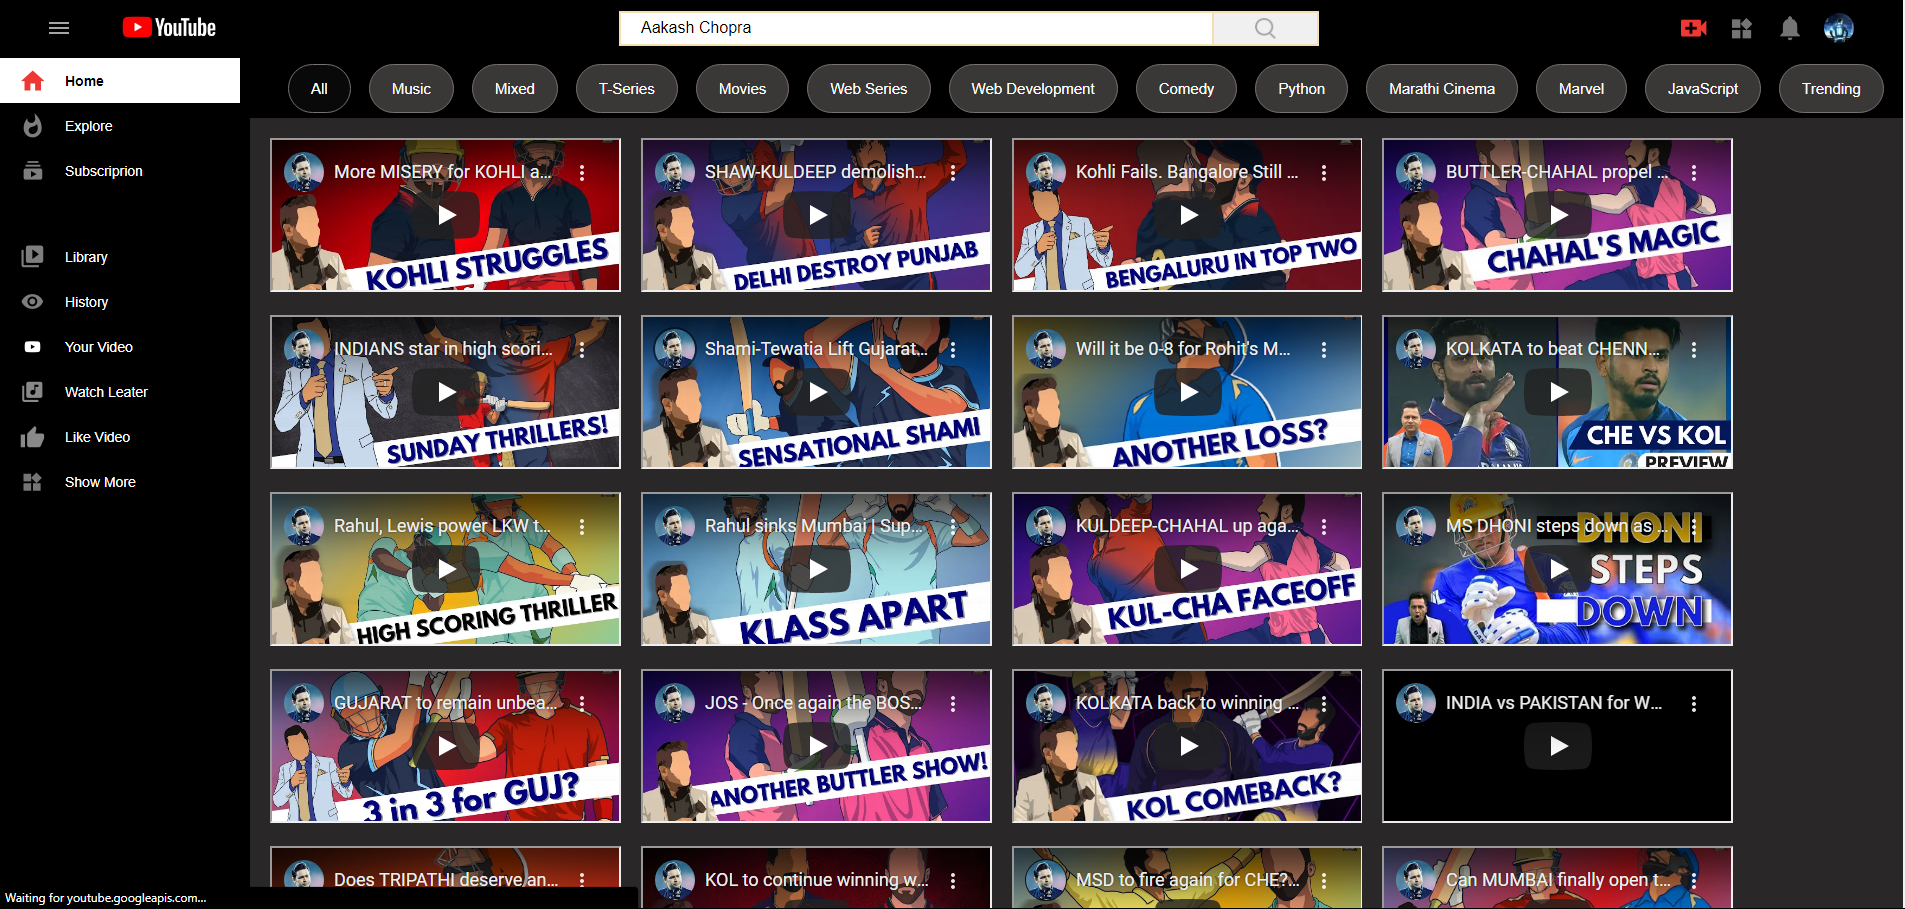 YouTube
Aakash Chopra
Home
Explore
Subscriprion
Library
History
Your Video
Watch Leater
Like Video
Show More
All
Music
Mixed
T-Series
Movies
Web Series
Web Development
Comedy
Python
Marathi Cinema
Marvel
JavaScript
Trending
More MISERY for KOHLI a...
KOHLI STRUGGLES
SHAW-KULDEEP demolish...
DELHI DESTROY PUNJAB
Kohli Fails. Bangalore Still ...
BENGALURU IN TOP TWO
BUTTLER-CHAHAL propel ...
CHAHAL'S MAGIC
INDIANS star in high scori...
SUNDAY THRILLERS!
Shami-Tewatia Lift Gujarat...
SENSATIONAL SHAMI
Will it be 0-8 for Rohit's M...
ANOTHER LOSS?
KOLKATA to beat CHENN...
CHE VS KOL
PREVIEW
Rahul, Lewis power LKW t...
HIGH SCORING THRILLER
Rahul sinks Mumbai | Sup...
KLASS APART
KULDEEP-CHAHAL up aga...
KUL-CHA FACEOFF
MS DHONI steps down as ...
DHONI
STEPS
DOWN
GUJARAT to remain unbea...
3 in 3 for GUJ?
JOS - Once again the BOS...
ANOTHER BUTTLER SHOW!
KOLKATA back to winning ...
KOL COMEBACK?
INDIA vs PAKISTAN for W...
Does TRIPATHI deserve an...
KOL to continue winning w...
MSD to fire again for CHE?...
Can MUMBAI finally open t...
Waiting for youtube.googleapis.com...